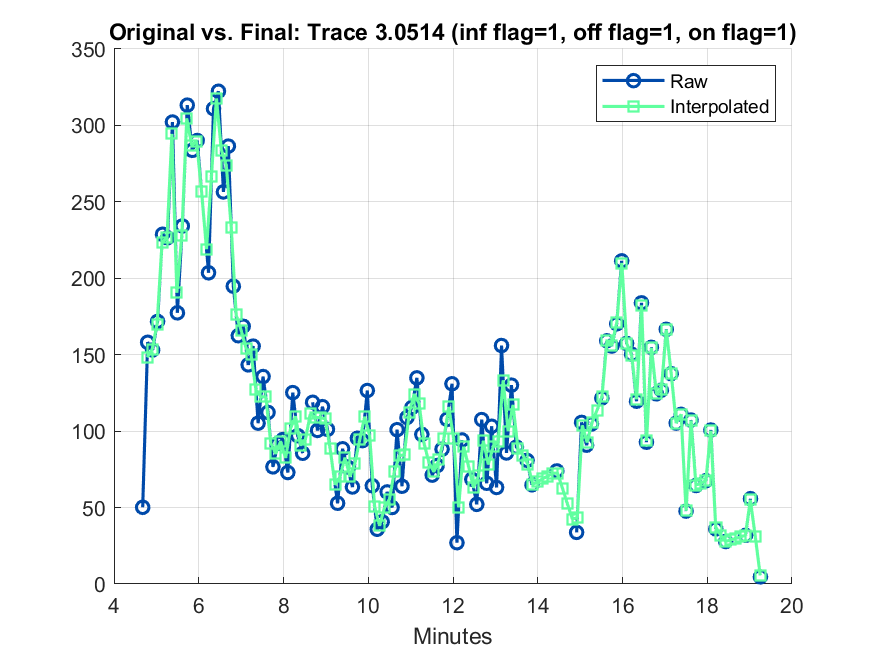 Original vs. Final: Trace 3.0514 (inf flag=1, off flag=1, on flag=1)
350
300
250
200
150
100
50
0
Raw
Interpolated
4 6 8 10 12 14 16 18 20
Minutes